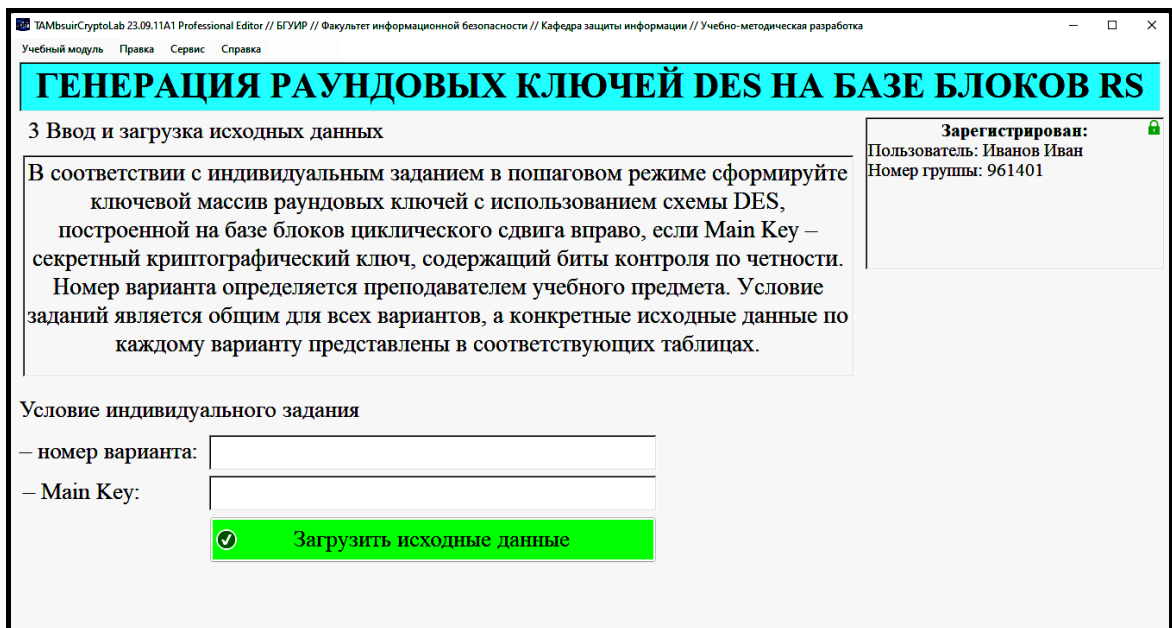 TAMbsuirCryptoLab 23.09.11A1 Professional Editor // БГУИР // Факультет информационной безопасности // Кафедра защиты информации // Учебно-методическая разработка
Учебный модуль Правка Сервис Справка
ГЕНЕРАЦИЯ РАУНДОВЫХ КЛЮЧЕЙ DES НА БАЗЕ БЛОКОВ RS
3 Ввод и загрузка исходных данных
В соответствии с индивидуальным заданием в пошаговом режиме сформируйте
ключевой массив раундовых ключей с использованием схемы DES,
построенной на базе блоков циклического сдвига вправо, если Main Key –
секретный криптографический ключ, содержащий биты контроля по четности.
Номер варианта определяется преподавателем учебного предмета. Условие
заданий является общим для всех вариантов, а конкретные исходные данные по
каждому варианту представлены в соответствующих таблицах.
Зарегистрирован:
Пользователь: Иванов Иван
Номер группы: 961401
Условие индивидуального задания
– номер варианта:
– Main Key:
Загрузить исходные данные